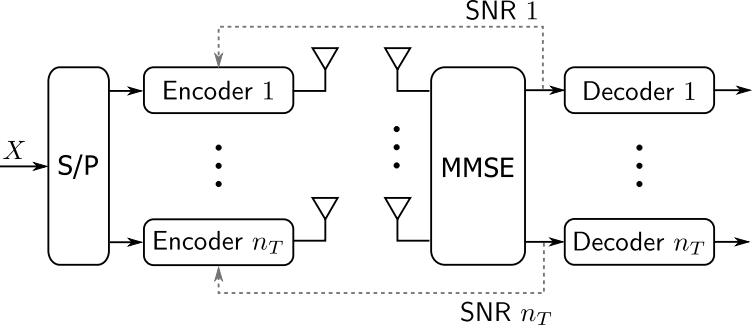 SNR 1
Encoder 1
Decoder 1
X
S/P
MMSE
Encoder n_T
Decoder n_T
SNR n_T